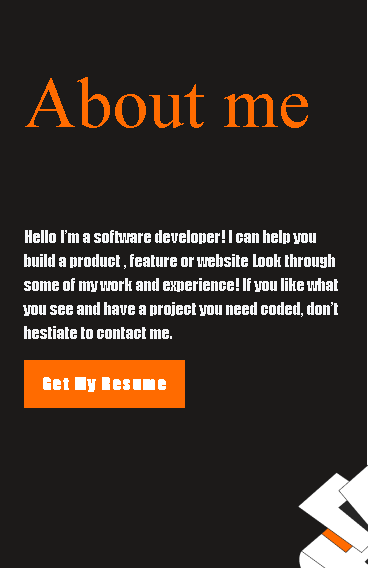 About me
Hello I'm a software developer! I can help you
build a product , feature or website Look through
some of my work and experience! If you like what
you see and have a project you need coded, don't
hestiate to contact me.
Get My Resume